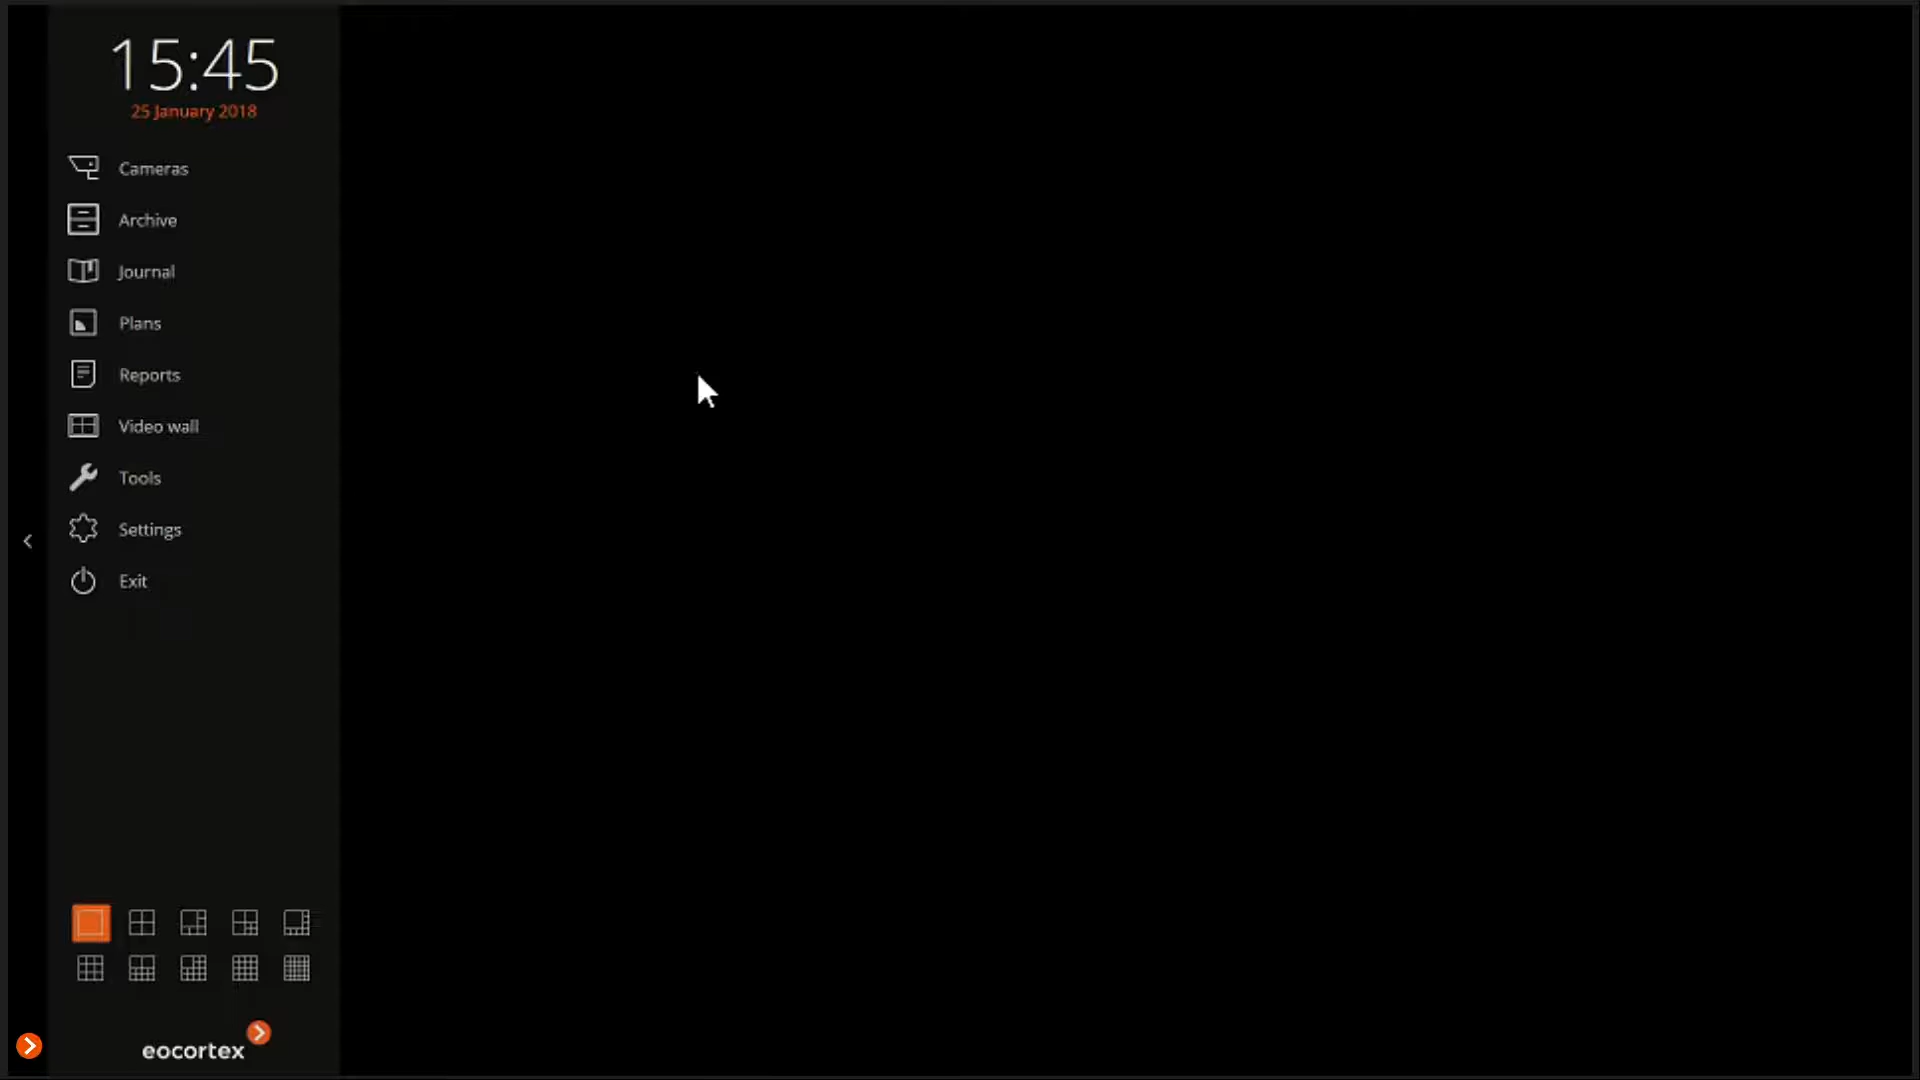 15:45
25 January 2018
Cameras
Archive
Journal
Plans
Reports
Video wall
Tools
Settings
Exit
eocortex